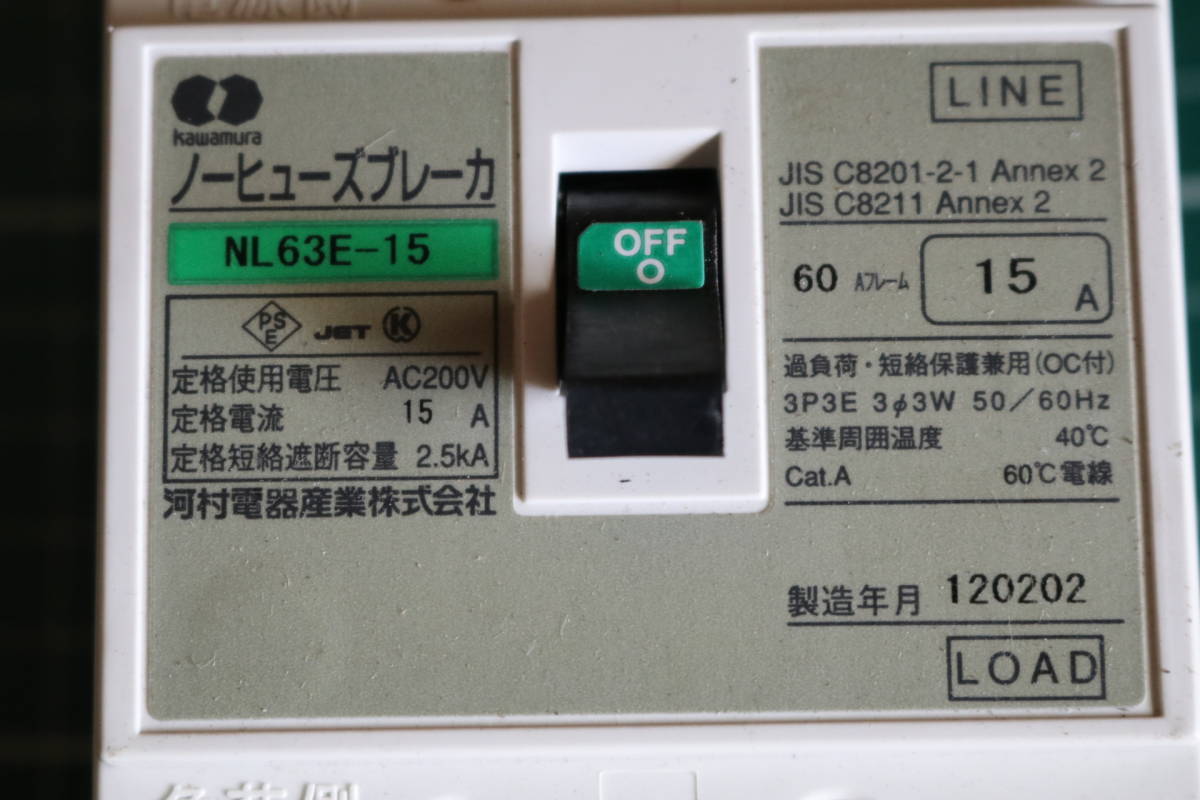 kawamura
ノーヒューズブレーカ
NL63E-15
PSE JET K
定格使用電圧 AC200V
定格電流 15 A
定格短絡遮断容量 2.5kA
河村電器産業株式会社
OFF
O
LINE
JIS C8201-2-1 Annex 2
JIS C8211 Annex 2
60 Aフレーム 15 A
過負荷・短絡保護兼用(OC付)
3P3E 3φ3W 50/60Hz
基準周囲温度 40℃
Cat.A 60℃電線
製造年月 120202
LOAD